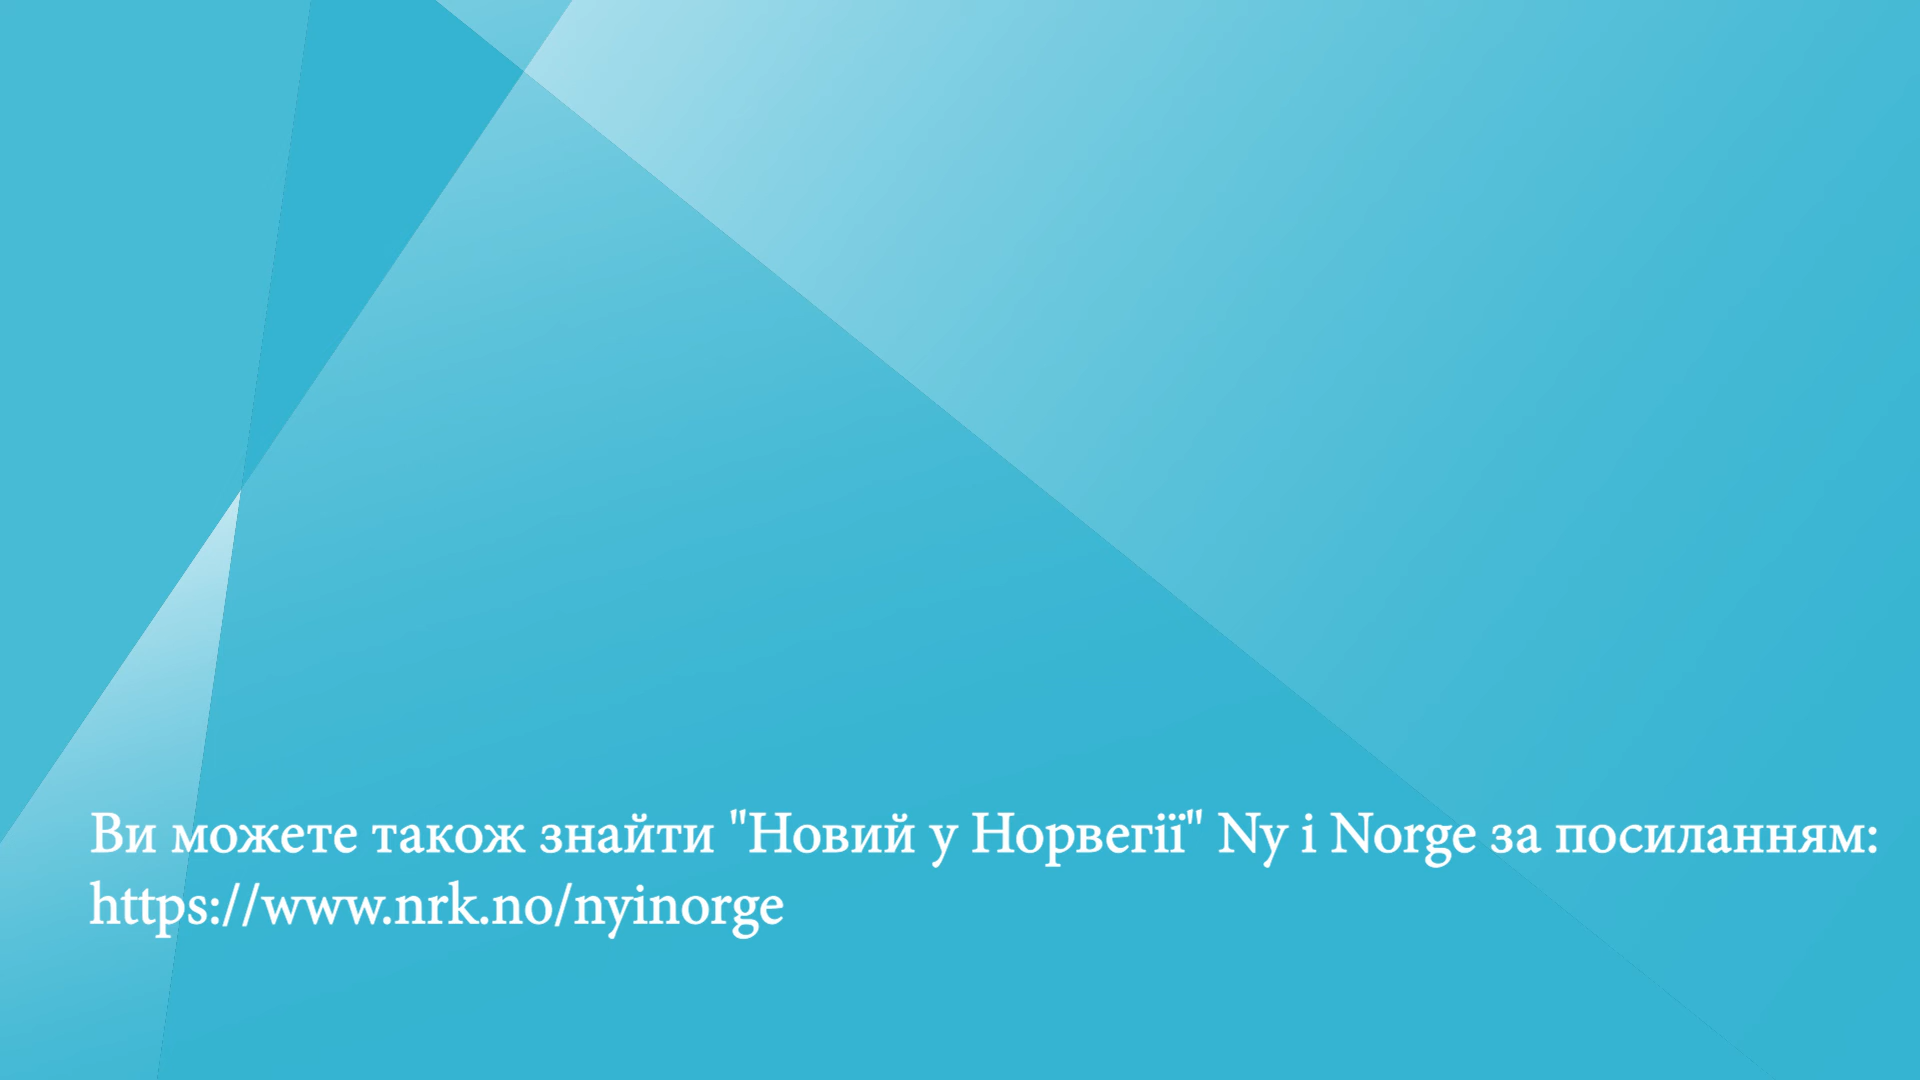 Ви можете також знайти "Новий у Норвегії" Ny i Norge за посиланням:
https://www.nrk.no/nyinorge